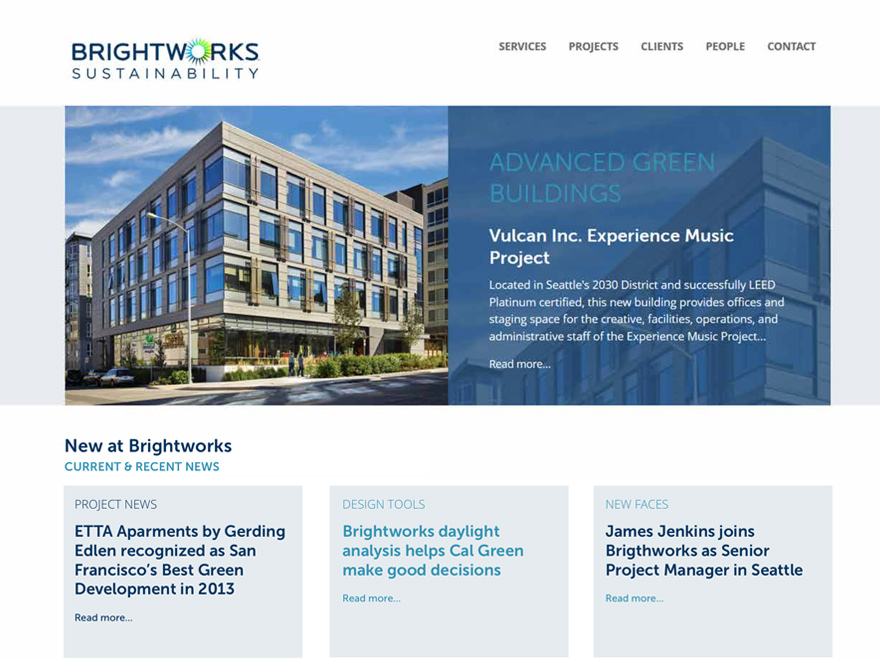 BRIGHTWORKS
SUSTAINABILITY
SERVICES PROJECTS CLIENTS PEOPLE CONTACT
ADVANCED GREEN
BUILDINGS
Vulcan Inc. Experience Music
Project
Located in Seattle's 2030 District and successfully LEED
Platinum certified, this new building provides offices and
staging space for the creative, facilities, operations, and
administrative staff of the Experience Music Project...
Read more...
New at Brightworks
CURRENT & RECENT NEWS
PROJECT NEWS
ETTA Aparments by Gerding
Edlen recognized as San
Francisco's Best Green
Development in 2013
Read more...
DESIGN TOOLS
Brightworks daylight
analysis helps Cal Green
make good decisions
Read more...
NEW FACES
James Jenkins joins
Brigthworks as Senior
Project Manager in Seattle
Read more...